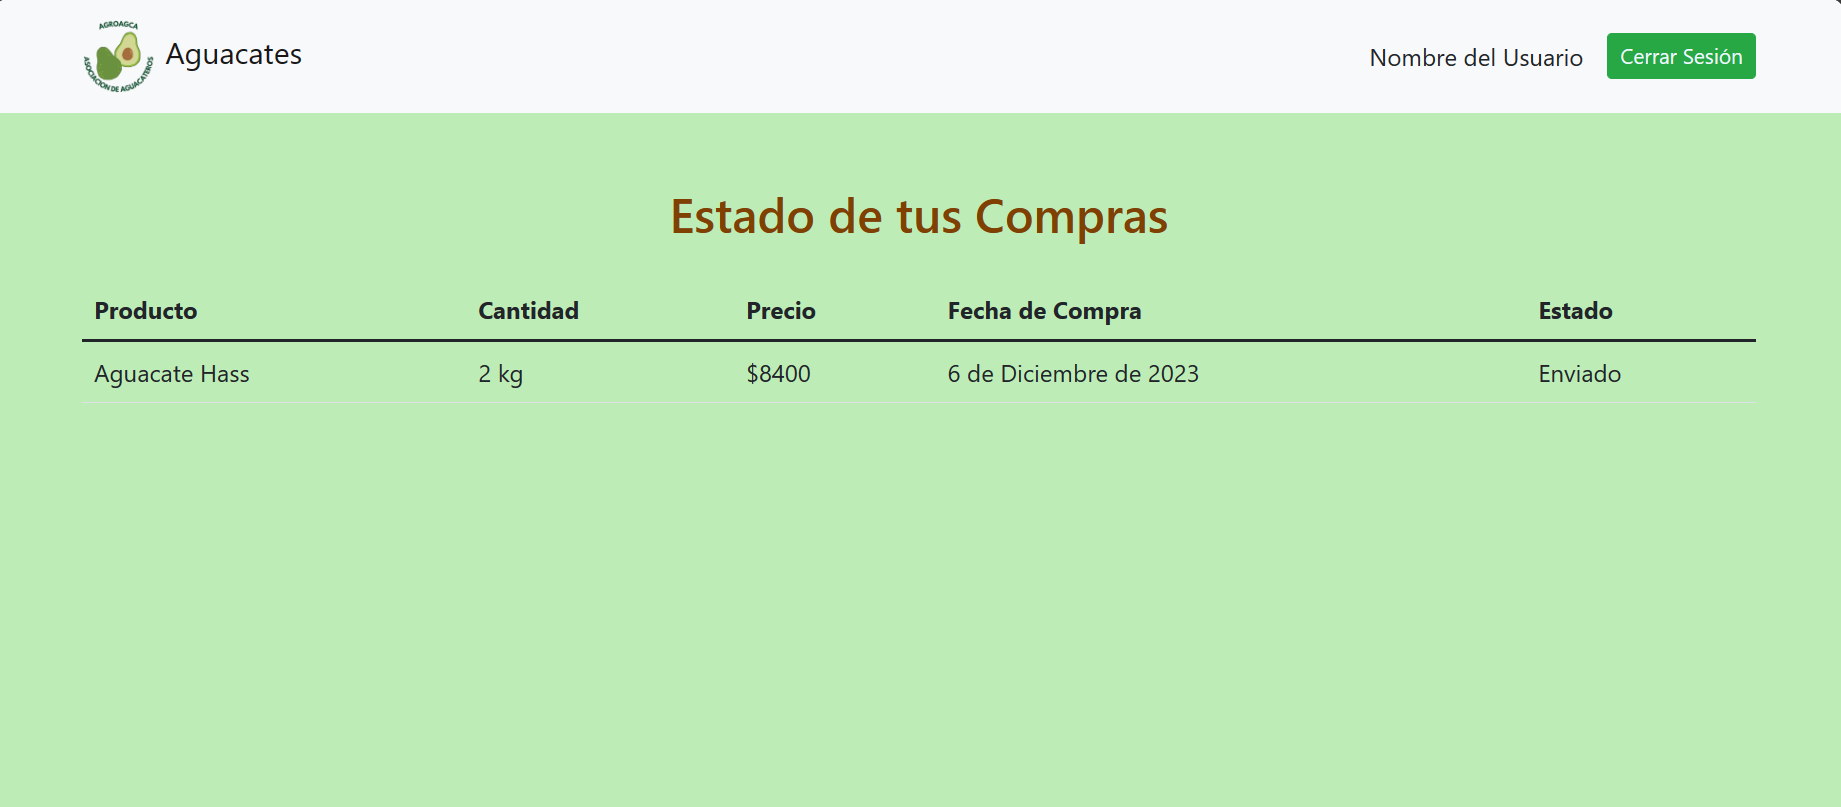 AGROAGCA
ASOCIACION DE AGUACATEROS
Aguacates
Nombre del Usuario
Cerrar Sesión
Estado de tus Compras
Producto Cantidad Precio Fecha de Compra Estado
Aguacate Hass 2 kg $8400 6 de Diciembre de 2023 Enviado